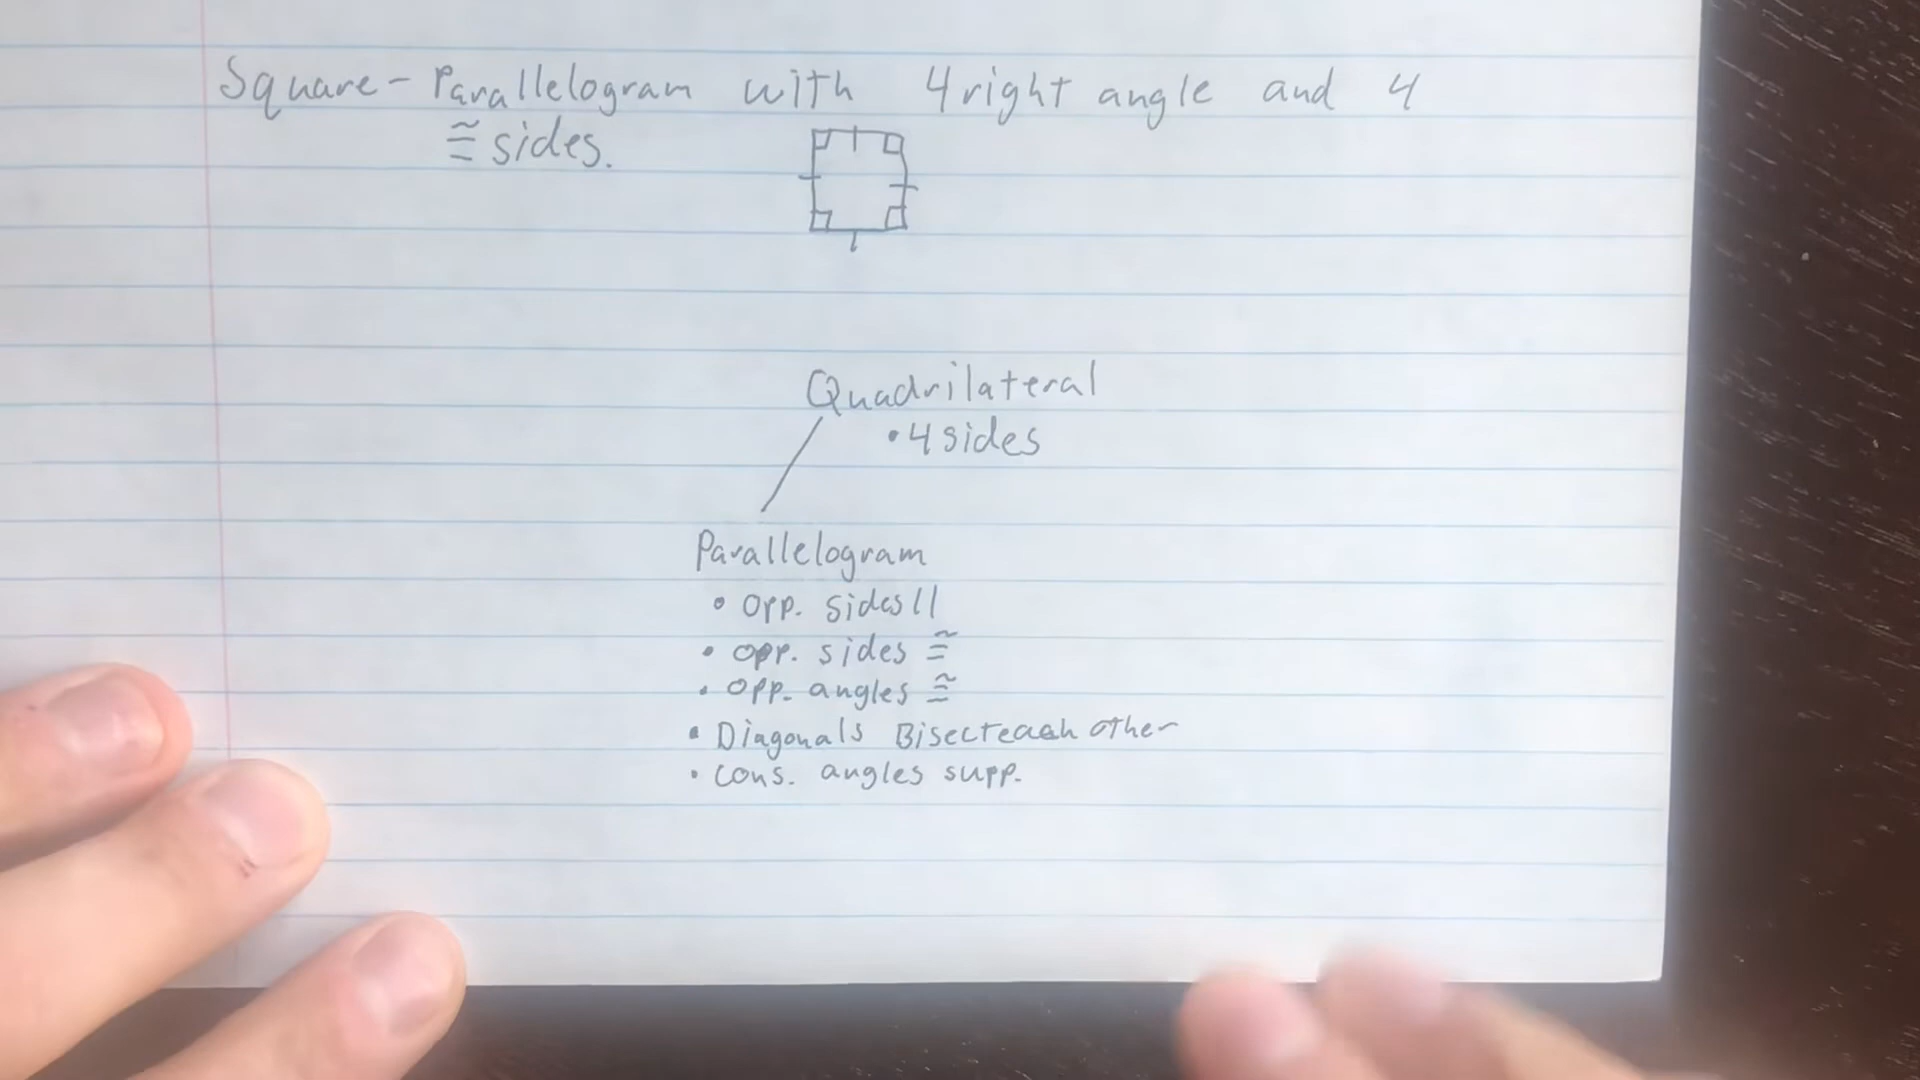 Square - Parallelogram with 4 right angle and 4
≅ sides.
Quadrilateral
• 4 sides
Parallelogram
• opp. sides ||
• opp. sides ≅
• opp. angles ≅
• Diagonals Bisect each other
• cons. angles supp.